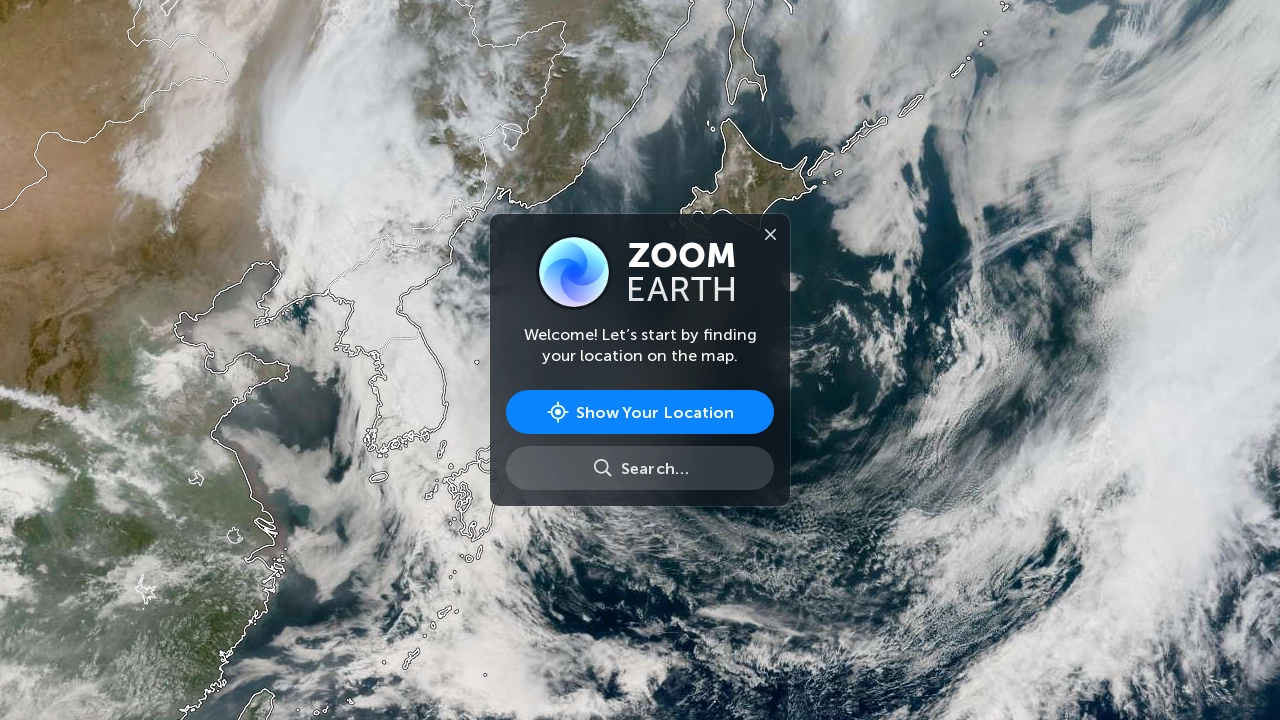 ZOOM
EARTH
Welcome! Let’s start by finding
your location on the map.
Show Your Location
Search...